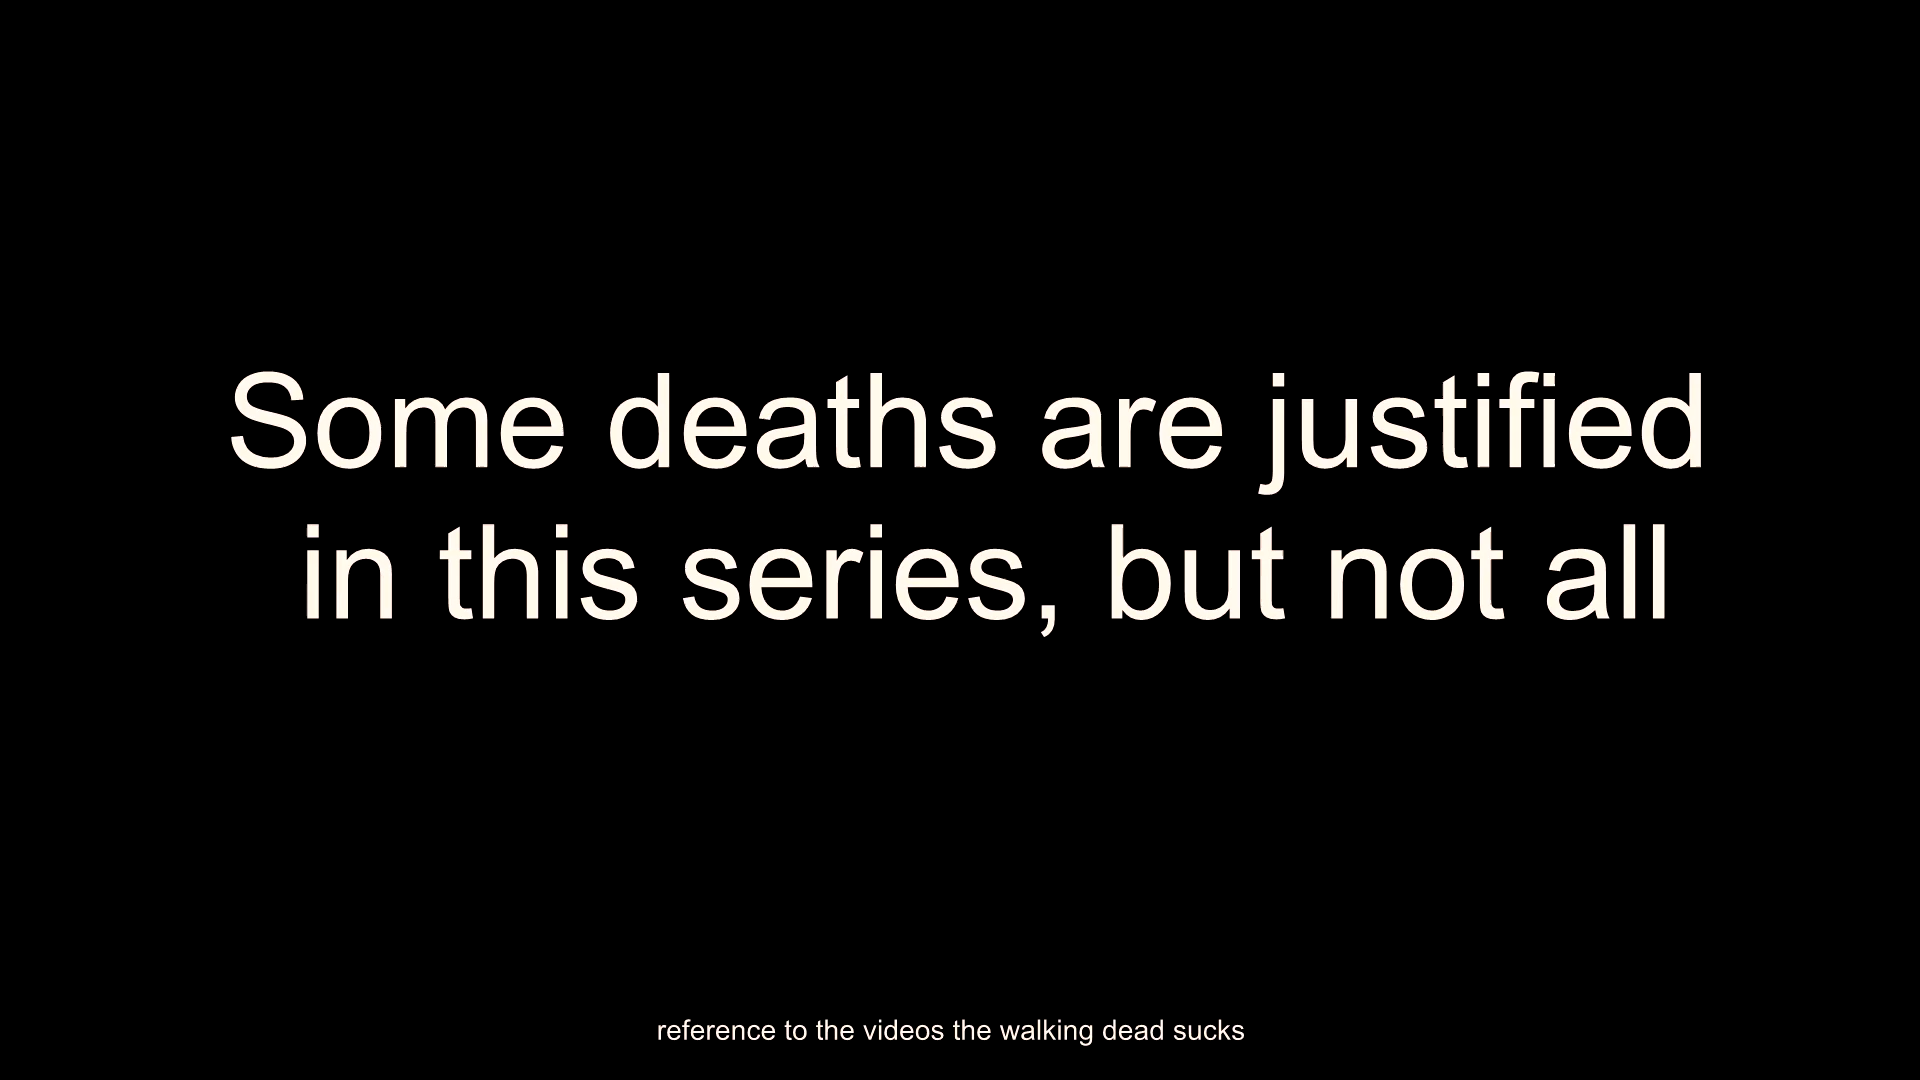 Some deaths are justified
in this series, but not all
reference to the videos the walking dead sucks